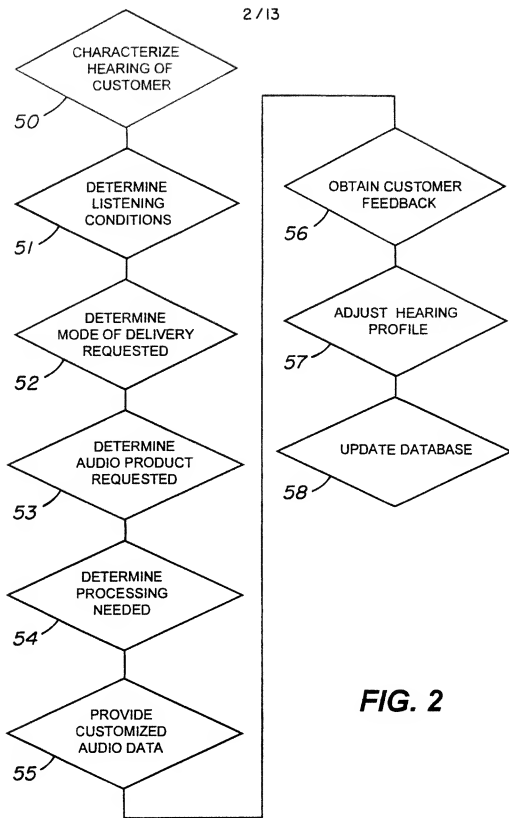 2/13
CHARACTERIZE
HEARING OF
CUSTOMER
50
DETERMINE
LISTENING
CONDITIONS
51
DETERMINE
MODE OF DELIVERY
REQUESTED
52
DETERMINE
AUDIO PRODUCT
REQUESTED
53
DETERMINE
PROCESSING
NEEDED
54
PROVIDE
CUSTOMIZED
AUDIO DATA
55
OBTAIN CUSTOMER
FEEDBACK
56
ADJUST HEARING
PROFILE
57
UPDATE DATABASE
58
FIG. 2